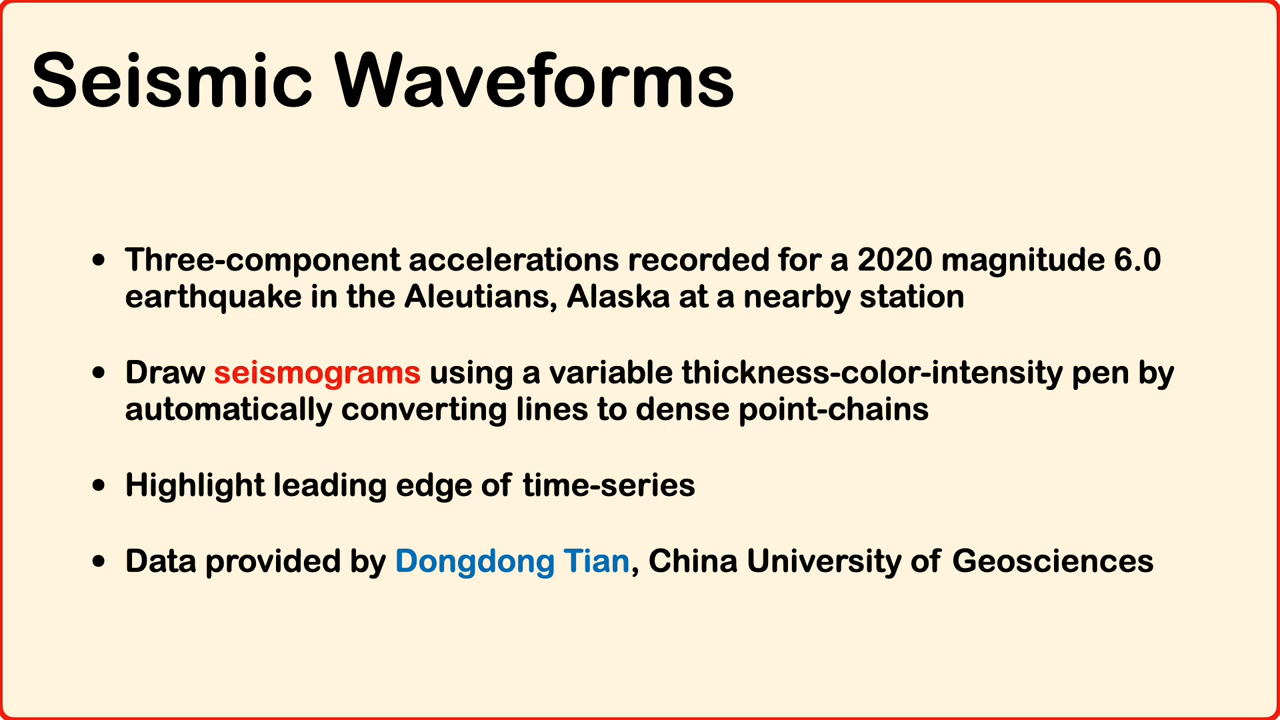 Seismic Waveforms
• Three-component accelerations recorded for a 2020 magnitude 6.0
earthquake in the Aleutians, Alaska at a nearby station
• Draw seismograms using a variable thickness-color-intensity pen by
automatically converting lines to dense point-chains
• Highlight leading edge of time-series
• Data provided by Dongdong Tian, China University of Geosciences